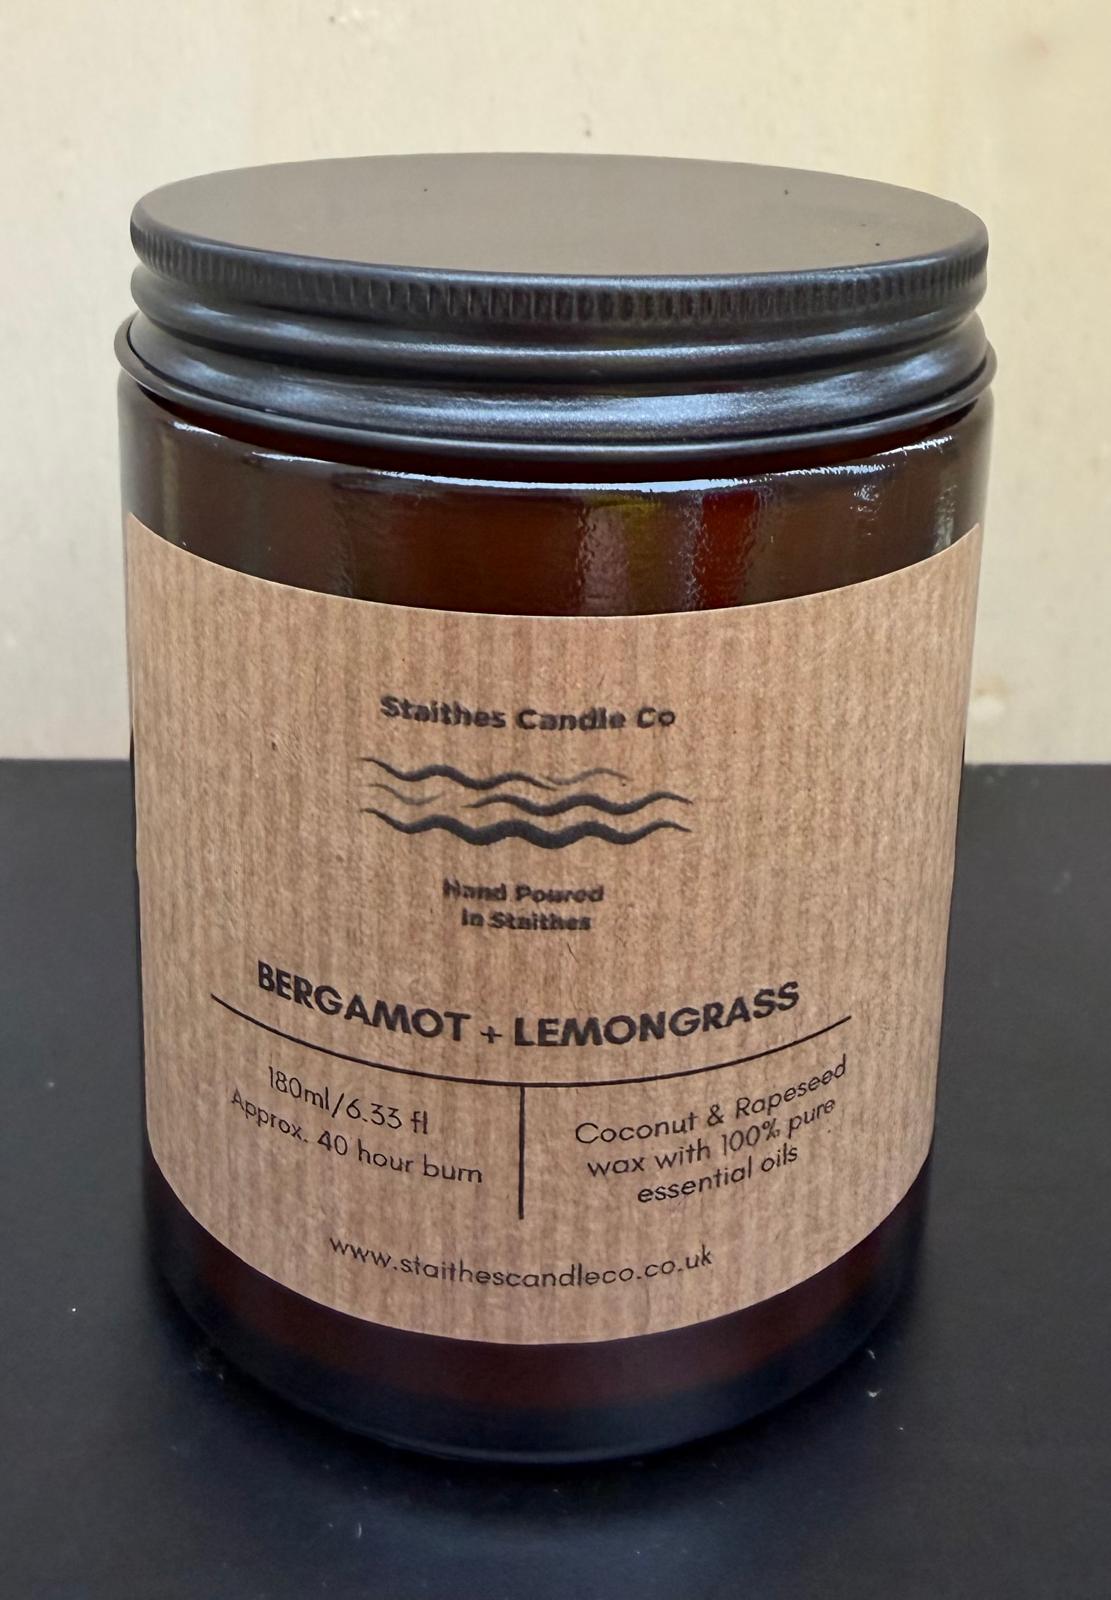 Staithes Candle Co
Hand Poured
In Staithes
BERGAMOT + LEMONGRASS
180ml/6.33 fl
Approx. 40 hour burn
Coconut & Rapeseed
wax with 100% pure
essential oils
www.staithescandleco.co.uk